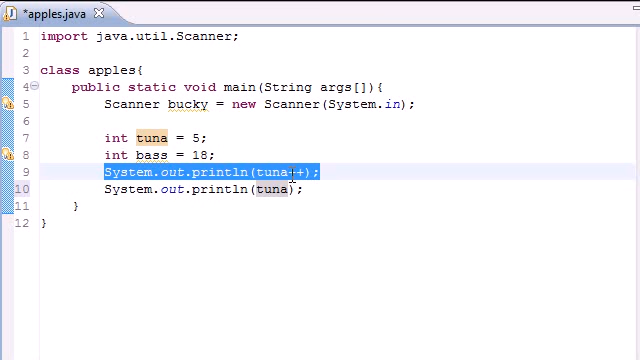 *apples.java
1 import java.util.Scanner;
2
3 class apples{
4 public static void main(String args[]){
5 Scanner bucky = new Scanner(System.in);
6
7 int tuna = 5;
8 int bass = 18;
9 System.out.println(tuna++);
10 System.out.println(tuna);
11 }
12 }